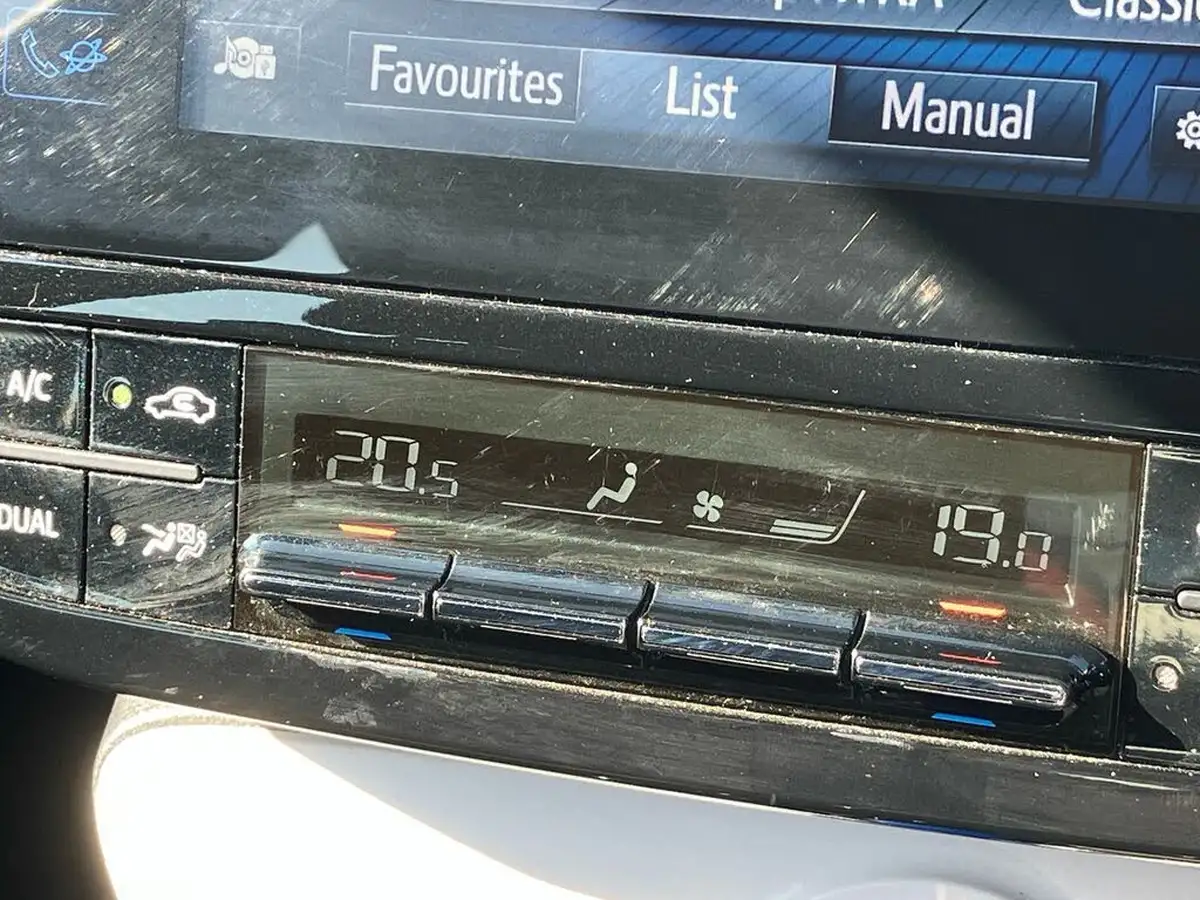 Favourites List Manual
A/C
20.5 19.0
DUAL